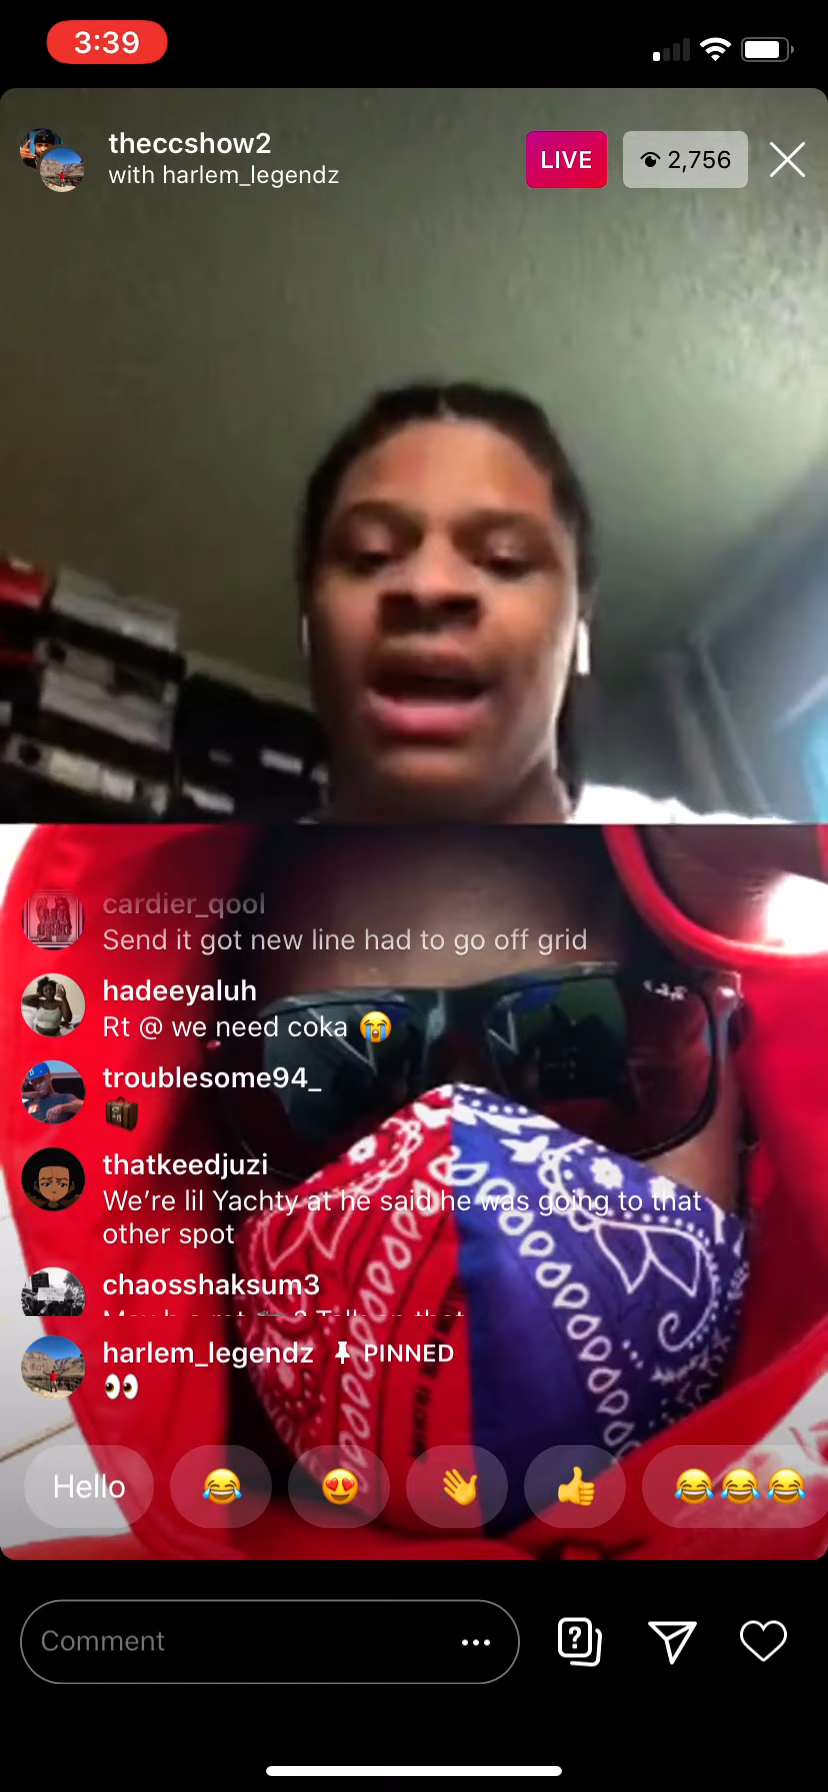 3:39
theccshow2
with harlem_legendz
LIVE
2,756
cardier_qool
Send it got new line had to go off grid
hadeeyaluh
Rt @ we need coka 😭
troublesome94_
🧳
thatkeedjuzi
We're lil Yachty at he said he was going to that
other spot
chaosshaksum3
harlem_legendz PINNED
👀
Hello 😂 😍 👋 👍 😂😂😂
Comment